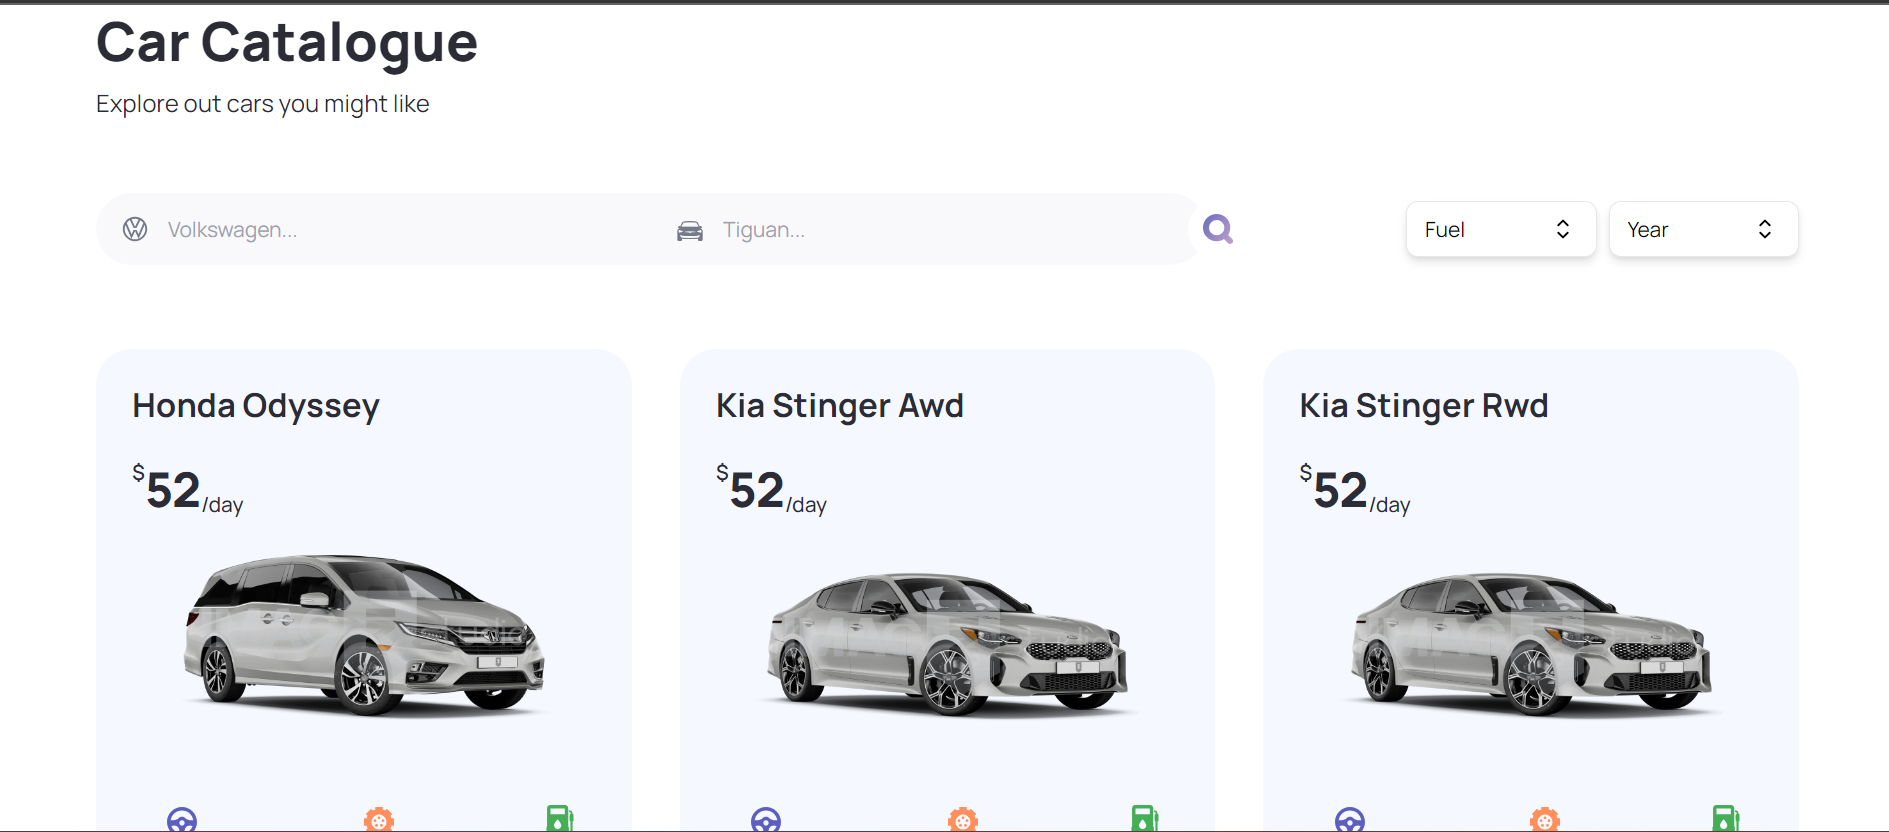 Car Catalogue
Explore out cars you might like
Volkswagen...
Tiguan...
Fuel
Year
Honda Odyssey
$52/day
Kia Stinger Awd
$52/day
Kia Stinger Rwd
$52/day